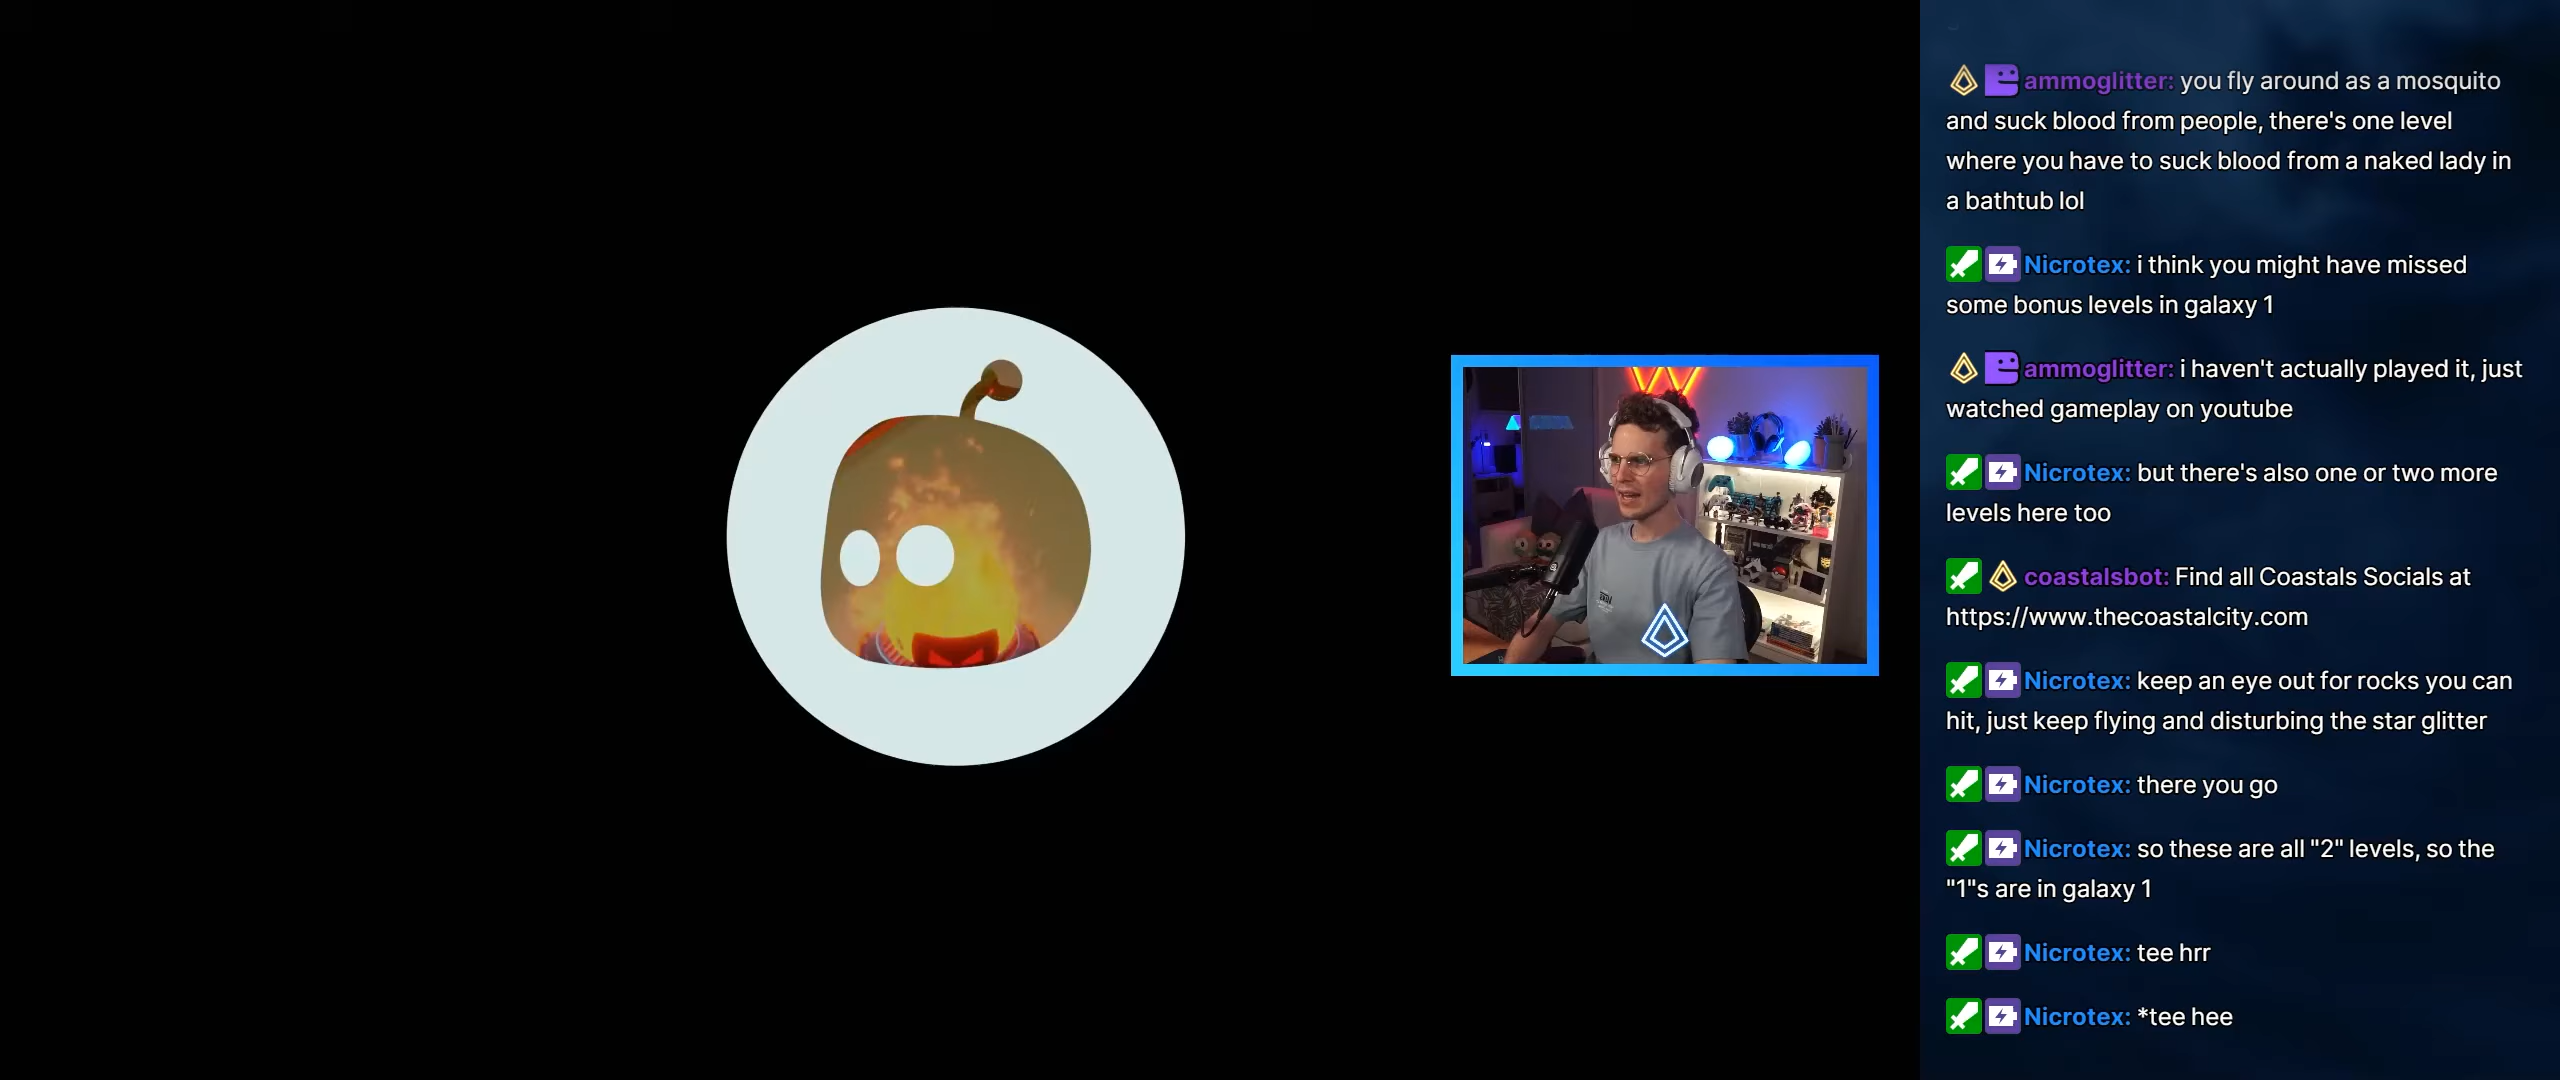 ammoglitter: you fly around as a mosquito
and suck blood from people, there's one level
where you have to suck blood from a naked lady in
a bathtub lol
Nicrotex: i think you might have missed
some bonus levels in galaxy 1
ammoglitter: i haven't actually played it, just
watched gameplay on youtube
Nicrotex: but there's also one or two more
levels here too
coastalsbot: Find all Coastals Socials at
https://www.thecoastalcity.com
Nicrotex: keep an eye out for rocks you can
hit, just keep flying and disturbing the star glitter
Nicrotex: there you go
Nicrotex: so these are all "2" levels, so the
"1"s are in galaxy 1
Nicrotex: tee hrr
Nicrotex: *tee hee